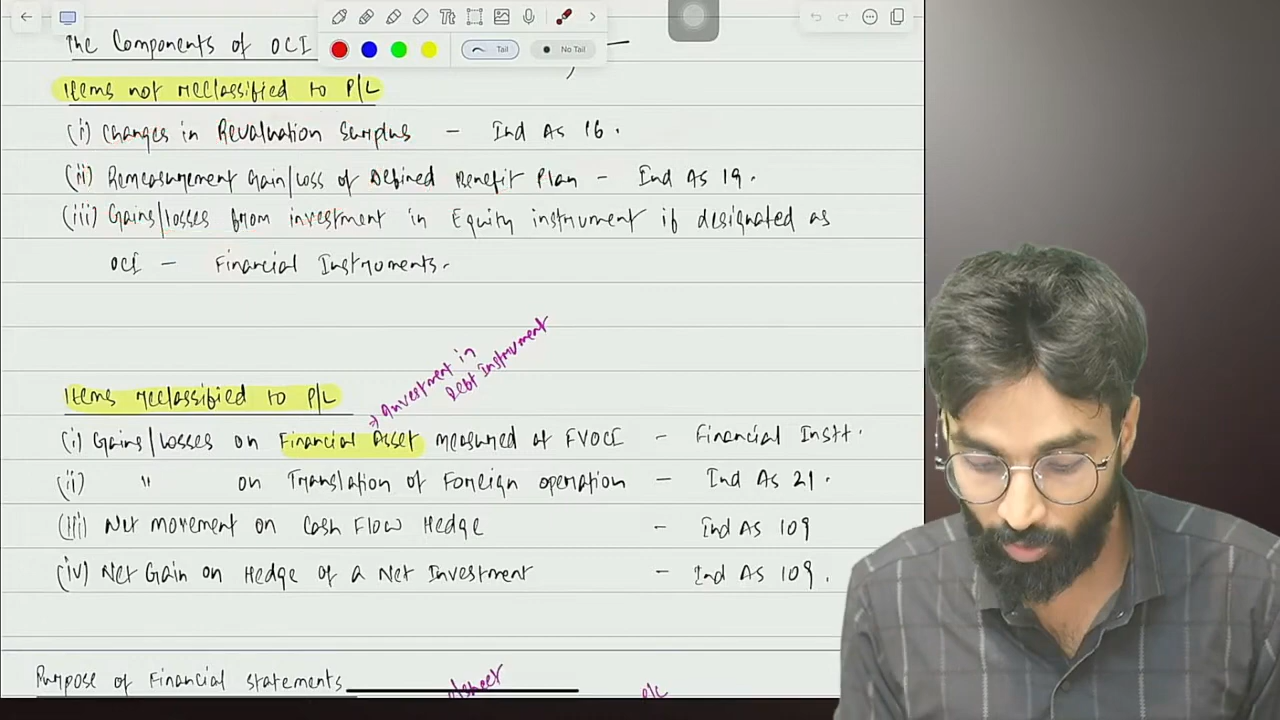 The Components of OCI
Tail
No Tail
Items not reclassified to P/L
(i) Changes in Revaluation Surplus - Ind AS 16.
(ii) Remeasurement Gain/Loss of Defined Benefit Plan - Ind AS 19.
(iii) Gains/losses from investment in Equity instrument if designated as
OCI - Financial Instruments.
Investment in
Debt Instrument
Items reclassified to P/L
(i) Gains/Losses on Financial Asset measured at FVOCI - Financial Instt.
(ii) " on Translation of Foreign operation - Ind AS 21.
(iii) Net movement on Cash Flow Hedge - Ind AS 109
(iv) Net Gain on Hedge of a Net Investment - Ind AS 109.
Purpose of Financial statements